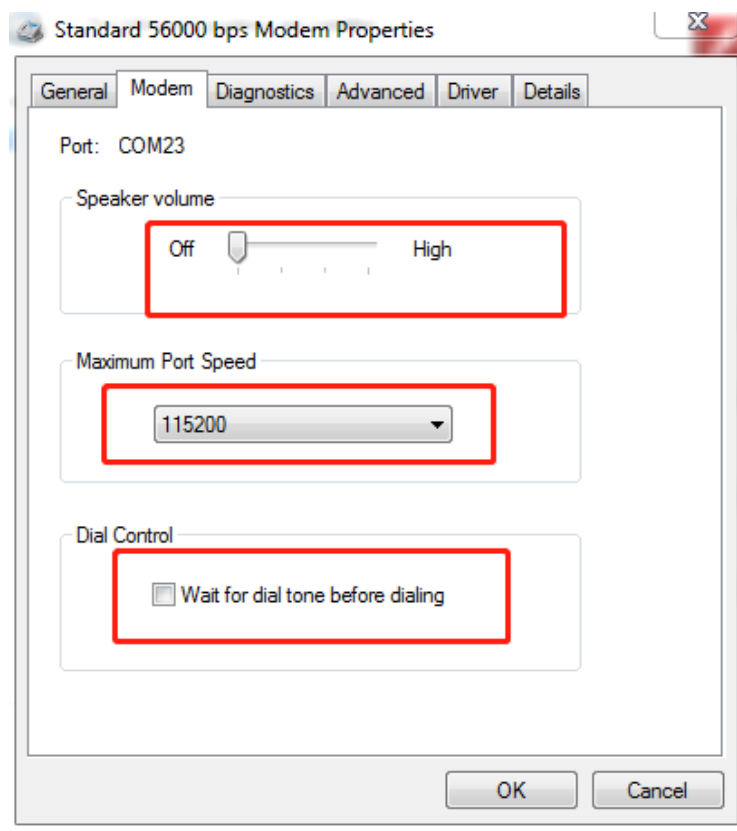 Standard 56000 bps Modem Properties
General Modem Diagnostics Advanced Driver Details
Port: COM23
Speaker volume
Off High
Maximum Port Speed
115200
Dial Control
Wait for dial tone before dialing
OK Cancel